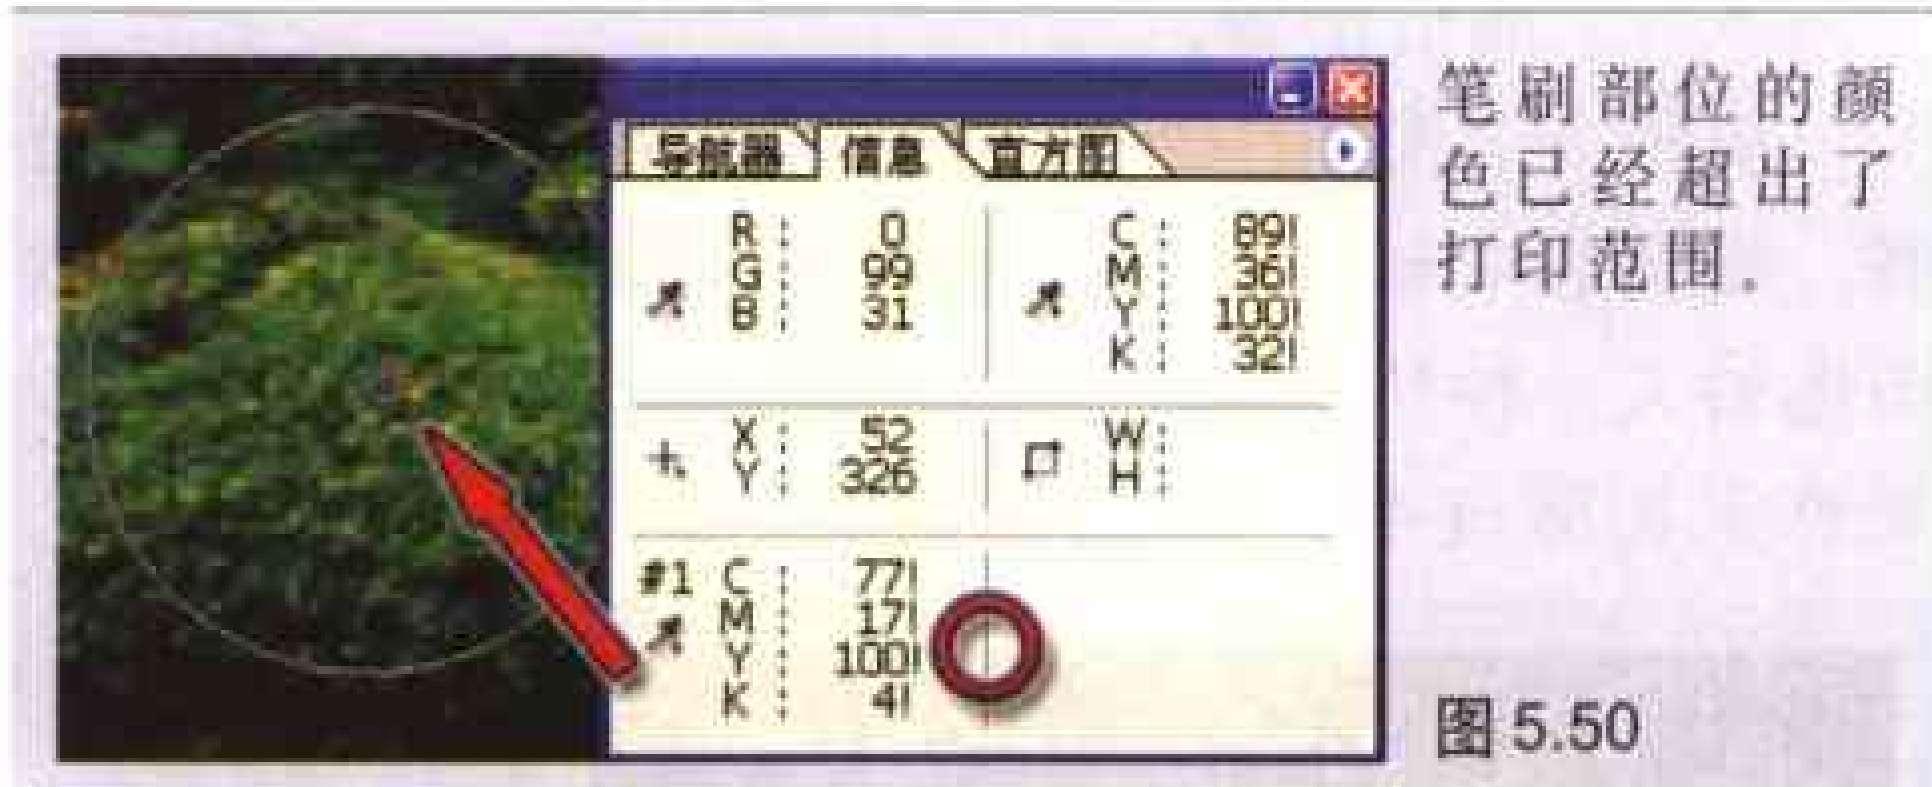 导航器 信息 直方图
R : 0
G : 99
B : 31
C : 89!
M : 36!
Y : 100!
K : 32!
X : 52
Y : 326
W :
H :
#1 C : 77!
M : 17!
Y : 100!
K : 4!
笔刷部位的颜
色已经超出了
打印范围。
图 5.50